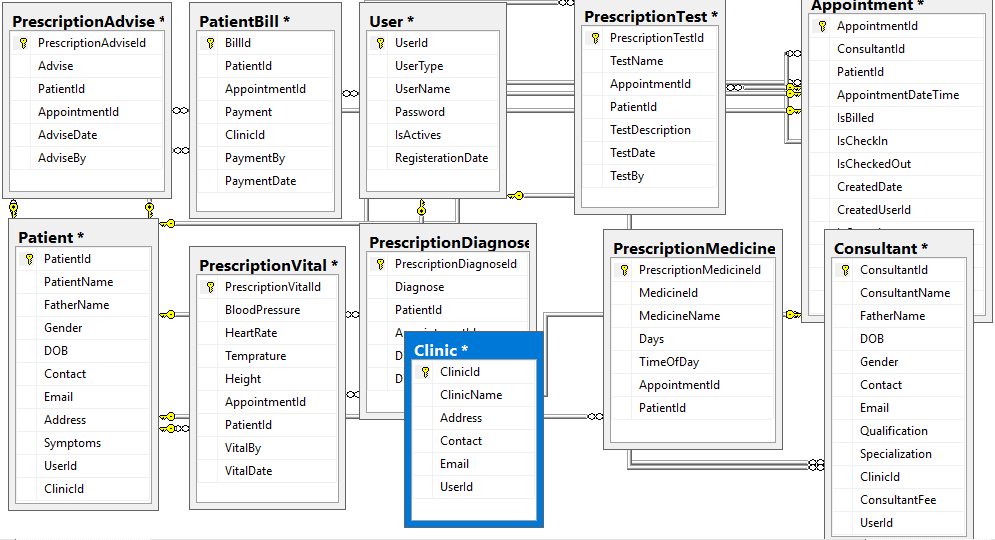 PrescriptionAdvise *
PrescriptionAdviseId
Advise
PatientId
AppointmentId
AdviseDate
AdviseBy
PatientBill *
BillId
PatientId
AppointmentId
Payment
ClinicId
PaymentBy
PaymentDate
User *
UserId
UserType
UserName
Password
IsActives
RegisterationDate
PrescriptionTest *
PrescriptionTestId
TestName
AppointmentId
PatientId
TestDescription
TestDate
TestBy
Appointment *
AppointmentId
ConsultantId
PatientId
AppointmentDateTime
IsBilled
IsCheckIn
IsCheckedOut
CreatedDate
CreatedUserId
Patient *
PatientId
PatientName
FatherName
Gender
DOB
Contact
Email
Address
Symptoms
UserId
ClinicId
PrescriptionVital *
PrescriptionVitalId
BloodPressure
HeartRate
Temprature
Height
AppointmentId
PatientId
VitalBy
VitalDate
PrescriptionDiagnose
PrescriptionDiagnoseId
Diagnose
PatientId
Clinic *
ClinicId
ClinicName
Address
Contact
Email
UserId
PrescriptionMedicine
PrescriptionMedicineId
MedicineId
MedicineName
Days
TimeOfDay
AppointmentId
PatientId
Consultant *
ConsultantId
ConsultantName
FatherName
DOB
Gender
Contact
Email
Qualification
Specialization
ClinicId
ConsultantFee
UserId